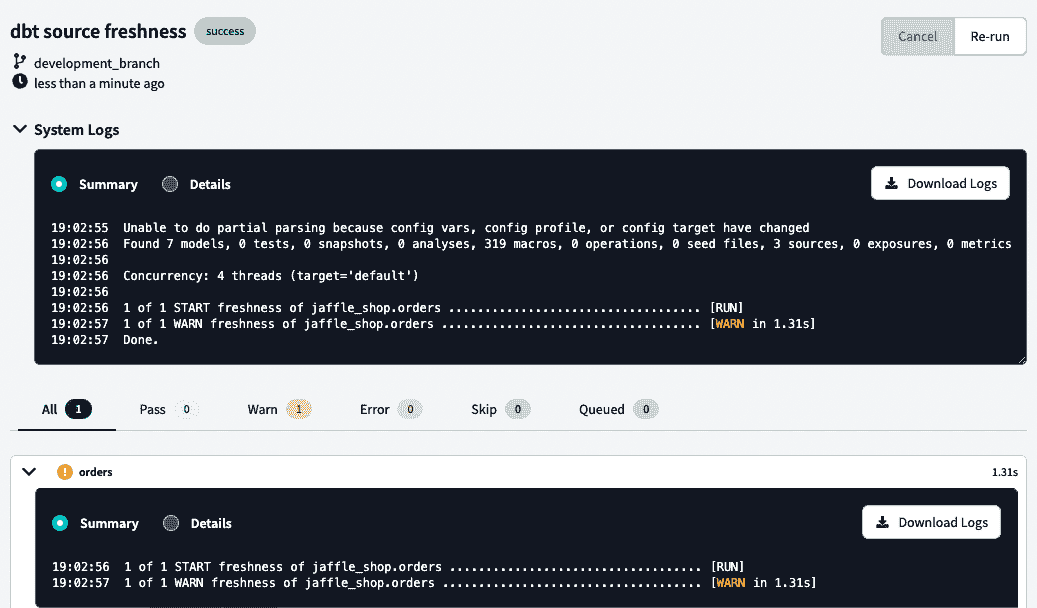 dbt source freshness success
Cancel Re-run
development_branch
less than a minute ago
System Logs
Summary Details Download Logs
19:02:55 Unable to do partial parsing because config vars, config profile, or config target have changed
19:02:56 Found 7 models, 0 tests, 0 snapshots, 0 analyses, 319 macros, 0 operations, 0 seed files, 3 sources, 0 exposures, 0 metrics
19:02:56
19:02:56 Concurrency: 4 threads (target='default')
19:02:56
19:02:56 1 of 1 START freshness of jaffle_shop.orders ................................... [RUN]
19:02:57 1 of 1 WARN freshness of jaffle_shop.orders .................................... [WARN in 1.31s]
19:02:57 Done.
All 1 Pass 0 Warn 1 Error 0 Skip 0 Queued 0
! orders 1.31s
Summary Details Download Logs
19:02:56 1 of 1 START freshness of jaffle_shop.orders ................................... [RUN]
19:02:57 1 of 1 WARN freshness of jaffle_shop.orders .................................... [WARN in 1.31s]